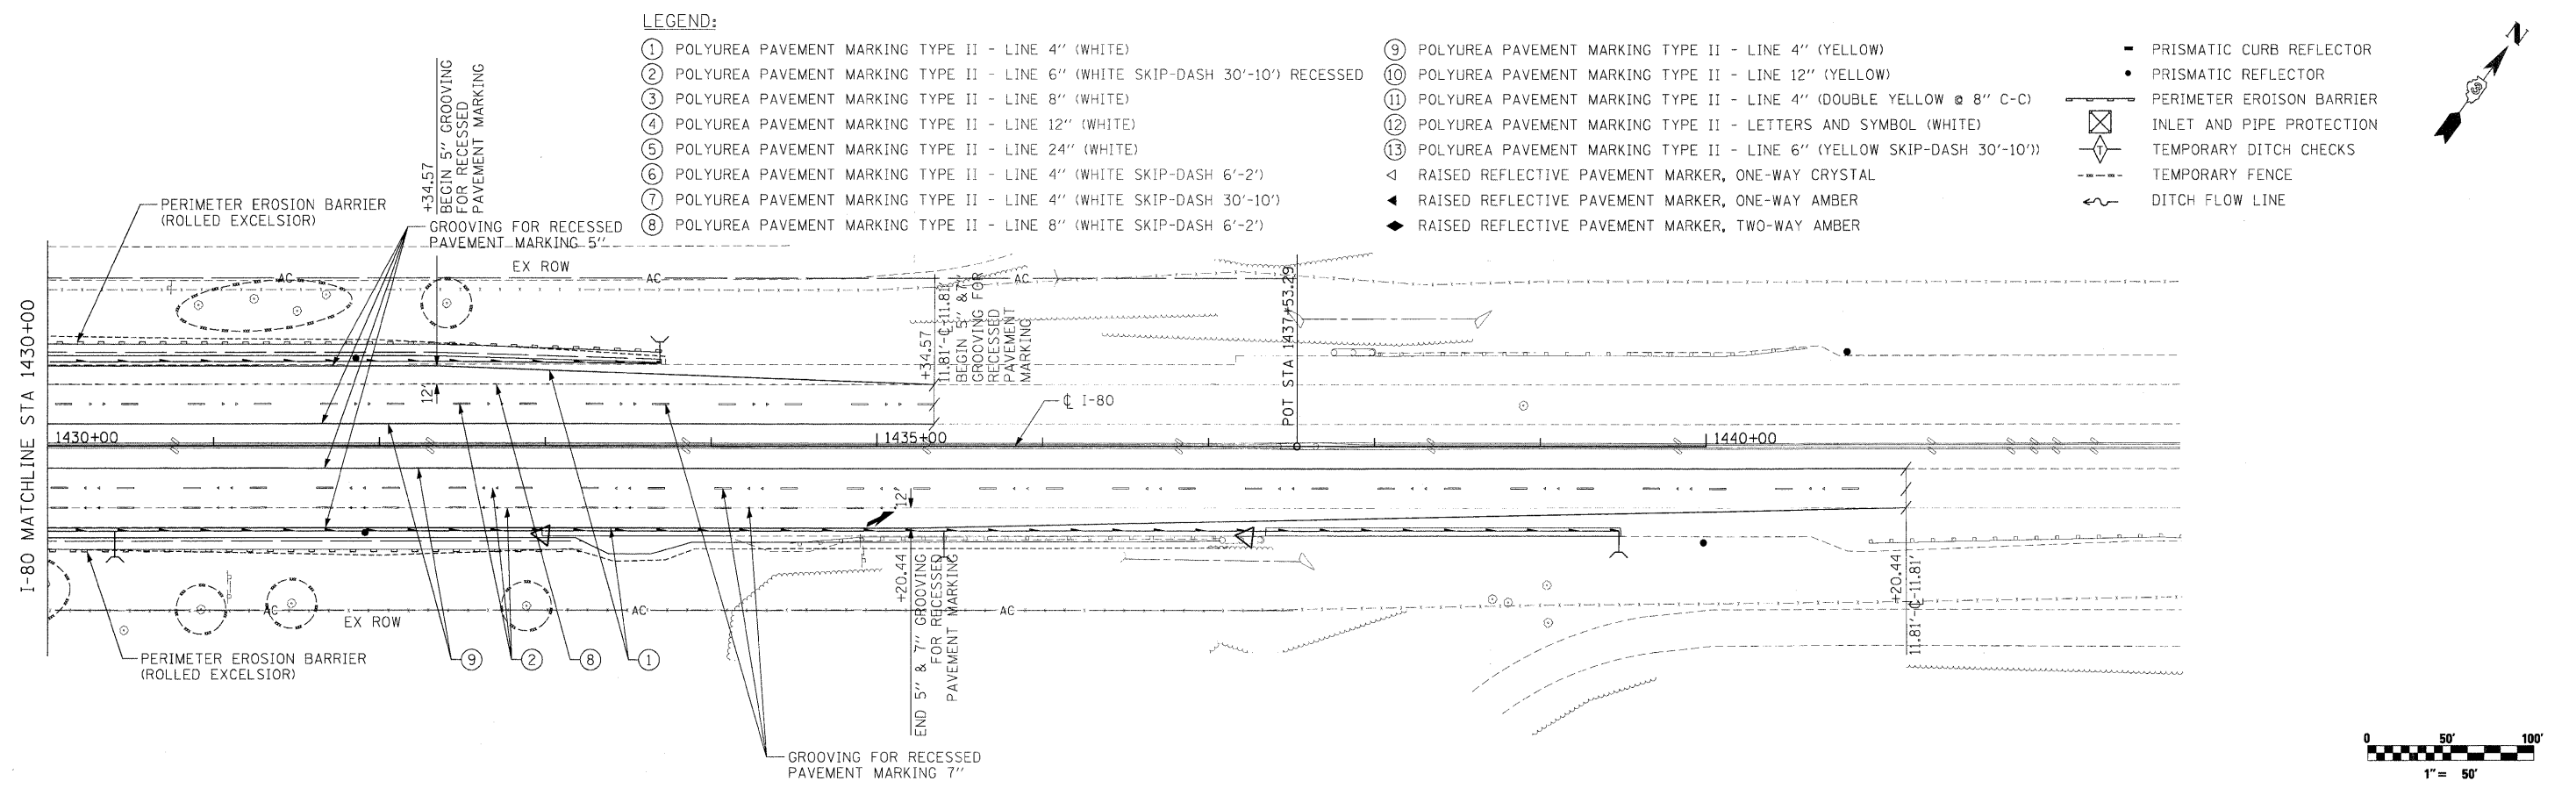 LEGEND:
① POLYUREA PAVEMENT MARKING TYPE II - LINE 4" (WHITE)
② POLYUREA PAVEMENT MARKING TYPE II - LINE 6" (WHITE SKIP-DASH 30'-10') RECESSED
③ POLYUREA PAVEMENT MARKING TYPE II - LINE 8" (WHITE)
④ POLYUREA PAVEMENT MARKING TYPE II - LINE 12" (WHITE)
⑤ POLYUREA PAVEMENT MARKING TYPE II - LINE 24" (WHITE)
⑥ POLYUREA PAVEMENT MARKING TYPE II - LINE 4" (WHITE SKIP-DASH 6'-2')
⑦ POLYUREA PAVEMENT MARKING TYPE II - LINE 4" (WHITE SKIP-DASH 30'-10')
⑧ POLYUREA PAVEMENT MARKING TYPE II - LINE 8" (WHITE SKIP-DASH 6'-2')
⑨ POLYUREA PAVEMENT MARKING TYPE II - LINE 4" (YELLOW)
⑩ POLYUREA PAVEMENT MARKING TYPE II - LINE 12" (YELLOW)
⑪ POLYUREA PAVEMENT MARKING TYPE II - LINE 4" (DOUBLE YELLOW @ 8" C-C)
⑫ POLYUREA PAVEMENT MARKING TYPE II - LETTERS AND SYMBOL (WHITE)
⑬ POLYUREA PAVEMENT MARKING TYPE II - LINE 6" (YELLOW SKIP-DASH 30'-10'))
RAISED REFLECTIVE PAVEMENT MARKER, ONE-WAY CRYSTAL
RAISED REFLECTIVE PAVEMENT MARKER, ONE-WAY AMBER
RAISED REFLECTIVE PAVEMENT MARKER, TWO-WAY AMBER
PRISMATIC CURB REFLECTOR
PRISMATIC REFLECTOR
PERIMETER EROISON BARRIER
INLET AND PIPE PROTECTION
T TEMPORARY DITCH CHECKS
TEMPORARY FENCE
DITCH FLOW LINE
N
+34.57
BEGIN 5" GROOVING
FOR RECESSED
PAVEMENT MARKING
PERIMETER EROSION BARRIER
(ROLLED EXCELSIOR)
GROOVING FOR RECESSED
PAVEMENT MARKING 5"
EX ROW
AC
AC
AC
I-80 MATCHLINE STA 1430+00
12'
+34.57
11.81'-℄-11.81'
BEGIN 5" & 7"
GROOVING FOR
RECESSED
PAVEMENT
MARKING
℄ I-80
POT STA 1437+53.29
1430+00
1435+00
1440+00
12'
+20.44
END 5" & 7" GROOVING
FOR RECESSED
PAVEMENT MARKING
+20.44
11.81'-℄-11.81'
AC
AC
AC
EX ROW
PERIMETER EROSION BARRIER
(ROLLED EXCELSIOR)
⑨
②
⑧
①
GROOVING FOR RECESSED
PAVEMENT MARKING 7"
0 50' 100'
1"= 50'